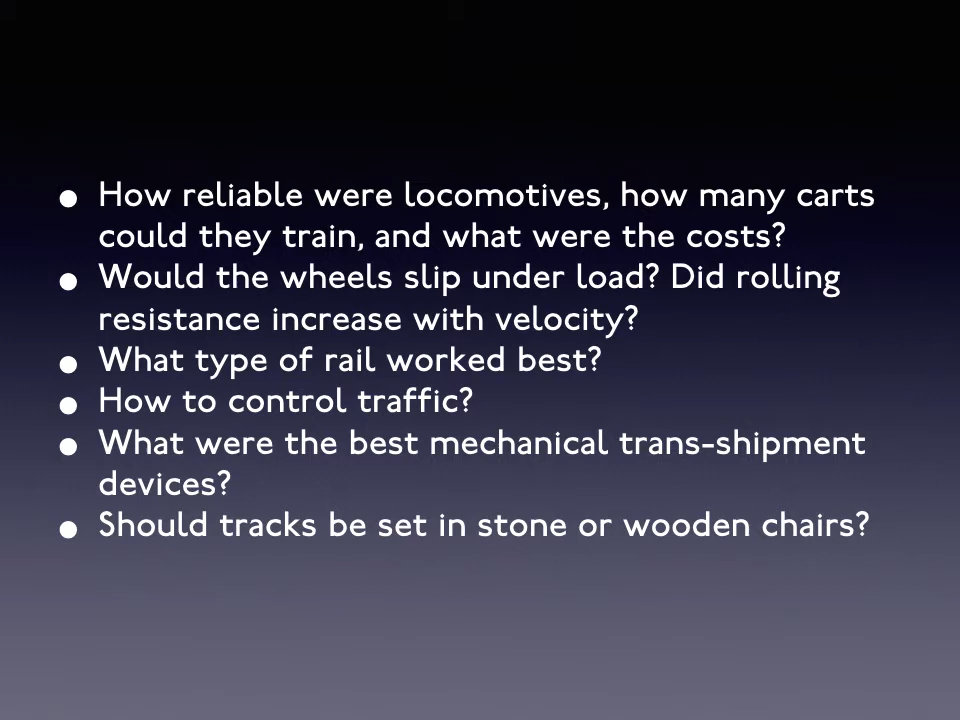 • How reliable were locomotives, how many carts
could they train, and what were the costs?
• Would the wheels slip under load? Did rolling
resistance increase with velocity?
• What type of rail worked best?
• How to control traffic?
• What were the best mechanical trans-shipment
devices?
• Should tracks be set in stone or wooden chairs?